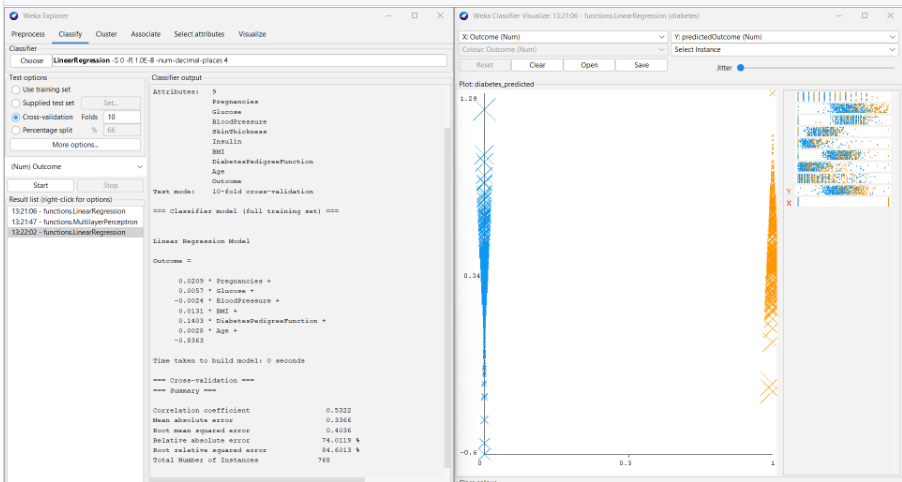 Weka Explorer
Preprocess Classify Cluster Associate Select attributes Visualize
Classifier
Choose LinearRegression -S 0 -R 1.0E-8 -num-decimal-places 4
Test options
Use training set
Supplied test set Set...
Cross-validation Folds 10
Percentage split % 66
More options...
(Num) Outcome
Start Stop
Result list (right-click for options)
13:21:06 - functions.LinearRegression
13:21:47 - functions.MultilayerPerceptron
13:22:02 - functions.LinearRegression
Classifier output
Attributes: 9
Pregnancies
Glucose
BloodPressure
SkinThickness
Insulin
BMI
DiabetesPedigreeFunction
Age
Outcome
Test mode: 10-fold cross-validation
=== Classifier model (full training set) ===
Linear Regression Model
Outcome =
0.0209 * Pregnancies +
0.0057 * Glucose +
-0.0024 * BloodPressure +
0.0131 * BMI +
0.1403 * DiabetesPedigreeFunction +
0.0028 * Age +
-0.8363
Time taken to build model: 0 seconds
=== Cross-validation ===
=== Summary ===
Correlation coefficient 0.5322
Mean absolute error 0.3366
Root mean squared error 0.4036
Relative absolute error 74.0119 %
Root relative squared error 84.6013 %
Total Number of Instances 768
Weka Classifier Visualize: 13:21:06 - functions.LinearRegression (diabetes)
X: Outcome (Num) Y: predictedOutcome (Num)
Colour: Outcome (Num) Select Instance
Reset Clear Open Save Jitter
Plot: diabetes_predicted
1.29
0.34
-0.6
0 0.5 1
Y
X
Class colour